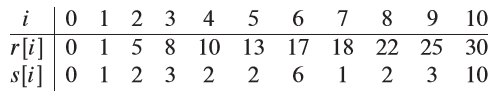 i 0 1 2 3 4 5 6 7 8 9 10
r[i] 0 1 5 8 10 13 17 18 22 25 30
s[i] 0 1 2 3 2 2 6 1 2 3 10